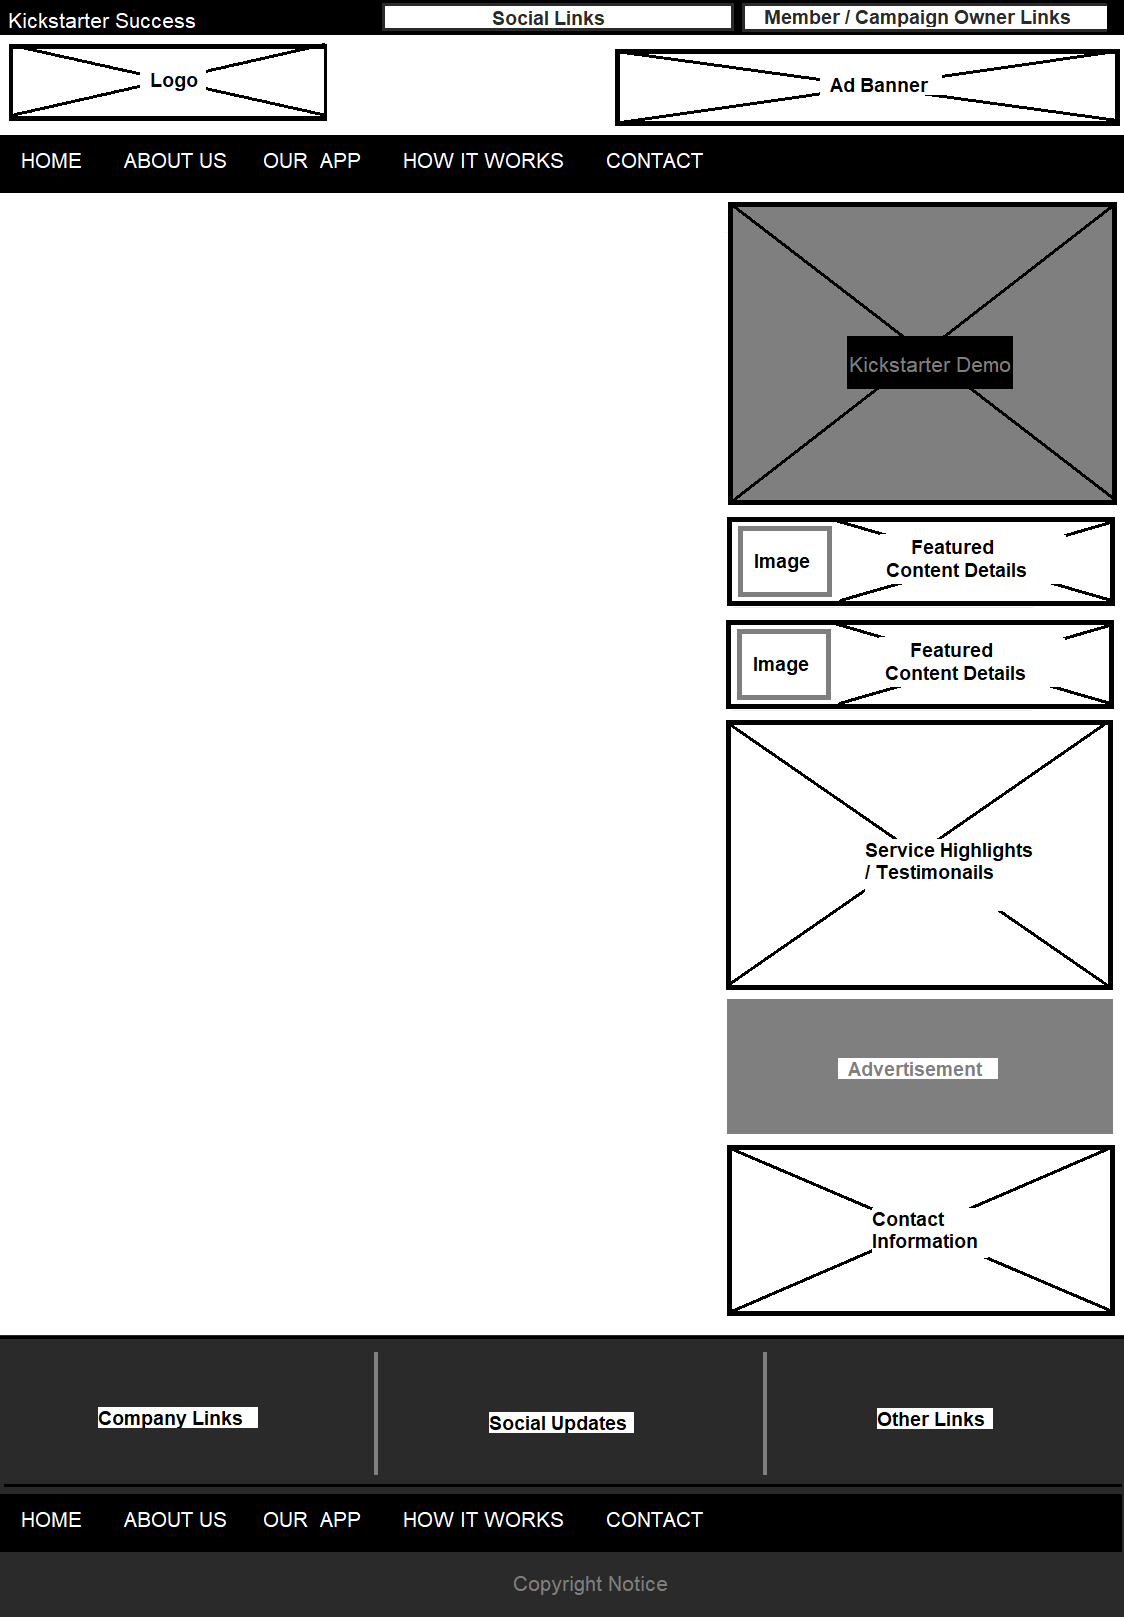 Kickstarter Success
Social Links
Member / Campaign Owner Links
Logo
Ad Banner
HOME ABOUT US OUR APP HOW IT WORKS CONTACT
Kickstarter Demo
Image
Featured
Content Details
Image
Featured
Content Details
Service Highlights
/ Testimonails
Advertisement
Contact
Information
Company Links
Social Updates
Other Links
HOME ABOUT US OUR APP HOW IT WORKS CONTACT
Copyright Notice